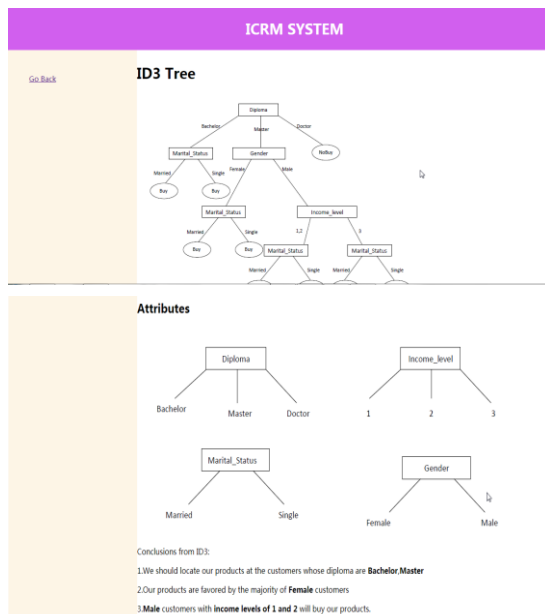 ICRM SYSTEM
Go Back
ID3 Tree
Diploma
Bachelor Master Doctor
Marital_Status Gender NoBuy
Married Single Female Male
Buy Buy
Marital_Status Income_level
Married Single 1,2 3
Buy Buy Marital_Status Marital_Status
Married Single Married Single
Attributes
Diploma Income_level
Bachelor Master Doctor 1 2 3
Marital_Status Gender
Married Single Female Male
Conclusions from ID3:
1.We should locate our products at the customers whose diploma are Bachelor,Master
2.Our products are favored by the majority of Female customers
3.Male customers with income levels of 1 and 2 will buy our products.